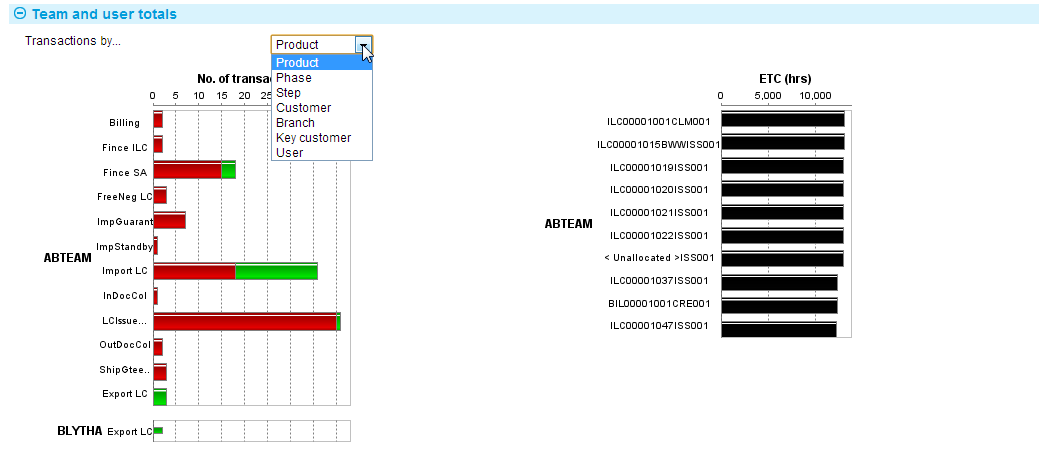 Team and user totals
Transactions by...
Product
Product
Phase
Step
Customer
Branch
Key customer
User
No. of transac
0 5 10 15 20 25
ABTEAM
Billing
Fince ILC
Fince SA
FreeNeg LC
ImpGuarant
ImpStandby
Import LC
InDocCol
LCIssue...
OutDocCol
ShipGtee..
Export LC
BLYTHA
Export LC
ETC (hrs)
0 5,000 10,000
ABTEAM
ILC00001001CLM001
ILC00001015BWWISS001
ILC00001019ISS001
ILC00001020ISS001
ILC00001021ISS001
ILC00001022ISS001
< Unallocated >ISS001
ILC00001037ISS001
BIL00001001CRE001
ILC00001047ISS001